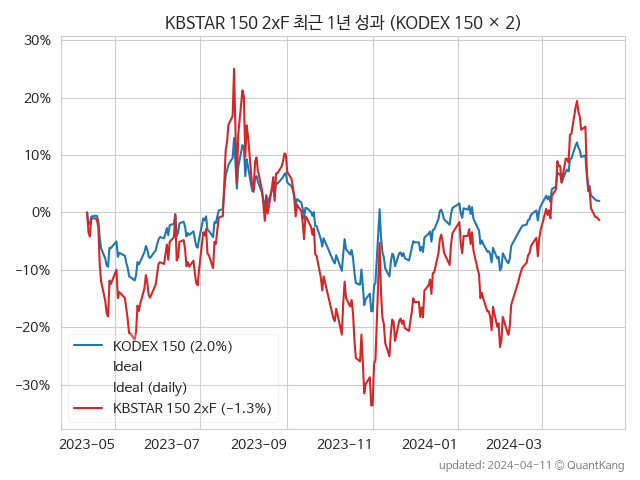 KBSTAR 150 2xF 최근 1년 성과 (KODEX 150 × 2)
30%
20%
10%
0%
−10%
−20%
−30%
KODEX 150 (2.0%)
Ideal
Ideal (daily)
KBSTAR 150 2xF (−1.3%)
2023−05 2023−07 2023−09 2023−11 2024−01 2024−03
updated: 2024−04−11 © QuantKang